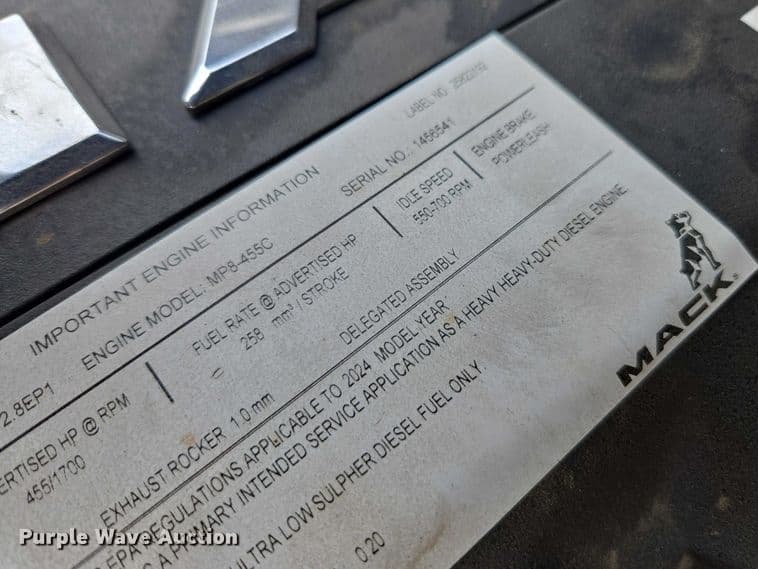 LABEL NO.
IMPORTANT ENGINE INFORMATION
ENGINE MODEL: MP8-455C SERIAL NO.: 1456541
2.8EP1
ERTISED HP @ RPM
455/1700
FUEL RATE @ ADVERTISED HP
= 258 mm³ / STROKE
IDLE SPEED
550-700 RPM
ENGINE BRAKE
POWERLEASH
EXHAUST ROCKER 1.0 mm DELEGATED ASSEMBLY
EPA REGULATIONS APPLICABLE TO 2024 MODEL YEAR
S A PRIMARY INTENDED SERVICE APPLICATION AS A HEAVY HEAVY-DUTY DIESEL ENGINE.
ULTRA LOW SULPHER DIESEL FUEL ONLY.
0.20
MACK
Purple Wave Auction